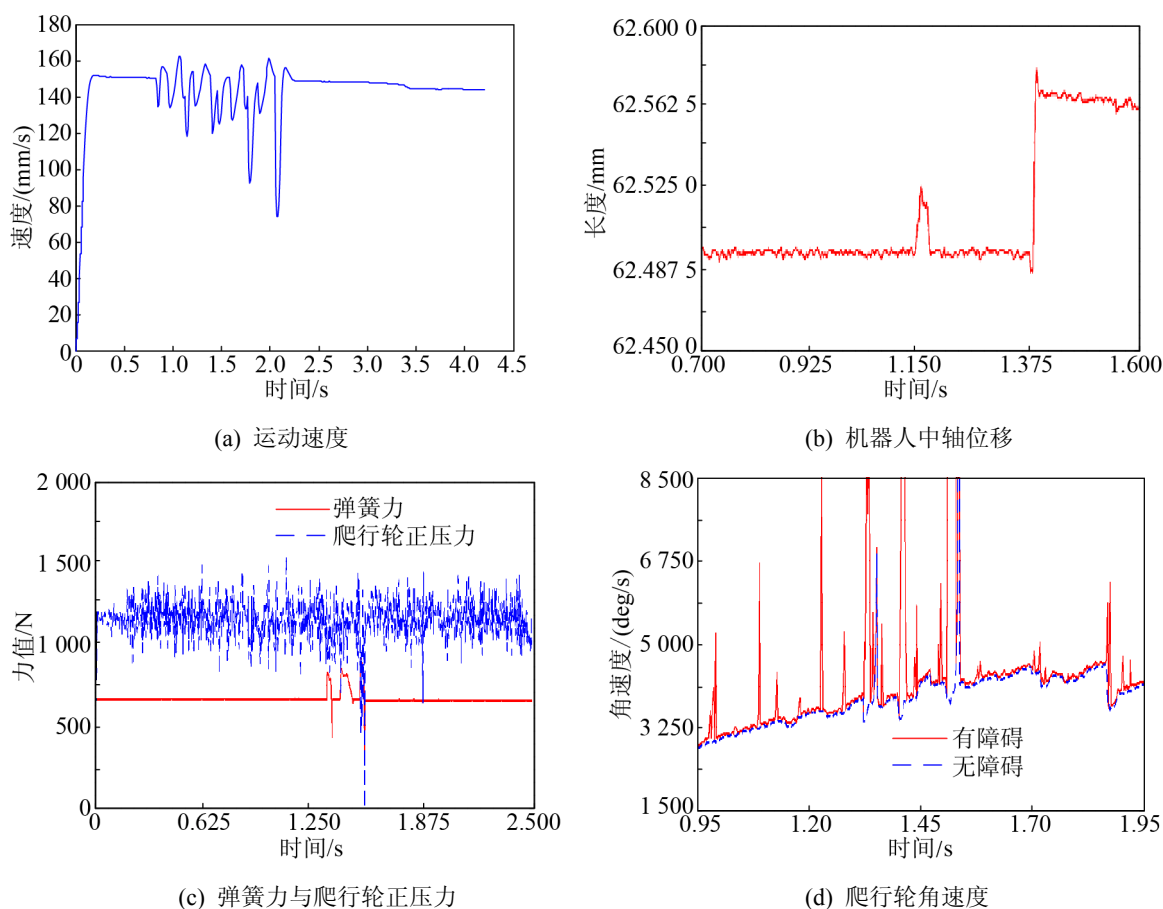 180
160
140
120
100
80
60
40
20
0
速度/(mm/s)
0 0.5 1.0 1.5 2.0 2.5 3.0 3.5 4.0 4.5
时间/s
(a) 运动速度
62.600 0
62.562 5
62.525 0
62.487 5
62.450 0
长度/mm
0.700 0.925 1.150 1.375 1.600
时间/s
(b) 机器人中轴位移
2 000
1 500
1 000
500
0
力值/N
弹簧力
爬行轮正压力
0 0.625 1.250 1.875 2.500
时间/s
(c) 弹簧力与爬行轮正压力
8 500
6 750
5 000
3 250
1 500
角速度/(deg/s)
有障碍
无障碍
0.95 1.20 1.45 1.70 1.95
时间/s
(d) 爬行轮角速度